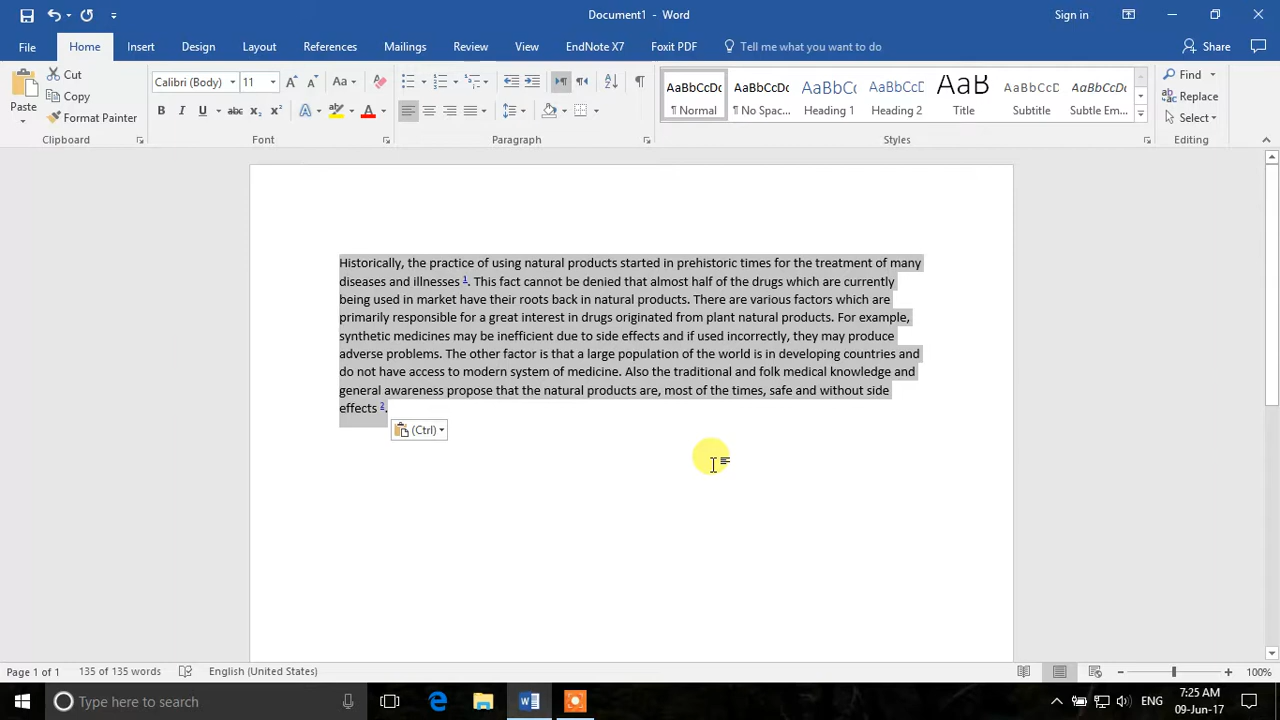 Document1 - Word
Sign in
File
Home
Insert
Design
Layout
References
Mailings
Review
View
EndNote X7
Foxit PDF
Tell me what you want to do
Share
Paste
Cut
Copy
Format Painter
Clipboard
Calibri (Body)
11
Aa
B I U abc x₂ x²
A
A
Font
Paragraph
AaBbCcDc
¶ Normal
AaBbCcDc
¶ No Spac...
AaBbC(
Heading 1
AaBbCcD
Heading 2
AaB
Title
AaBbCcD
Subtitle
AaBbCcDc
Subtle Em...
Styles
Find
Replace
Select
Editing
Historically, the practice of using natural products started in prehistoric times for the treatment of many
diseases and illnesses 1. This fact cannot be denied that almost half of the drugs which are currently
being used in market have their roots back in natural products. There are various factors which are
primarily responsible for a great interest in drugs originated from plant natural products. For example,
synthetic medicines may be inefficient due to side effects and if used incorrectly, they may produce
adverse problems. The other factor is that a large population of the world is in developing countries and
do not have access to modern system of medicine. Also the traditional and folk medical knowledge and
general awareness propose that the natural products are, most of the times, safe and without side
effects 2.
(Ctrl)
Page 1 of 1
135 of 135 words
English (United States)
100%
Type here to search
ENG
7:25 AM
09-Jun-17